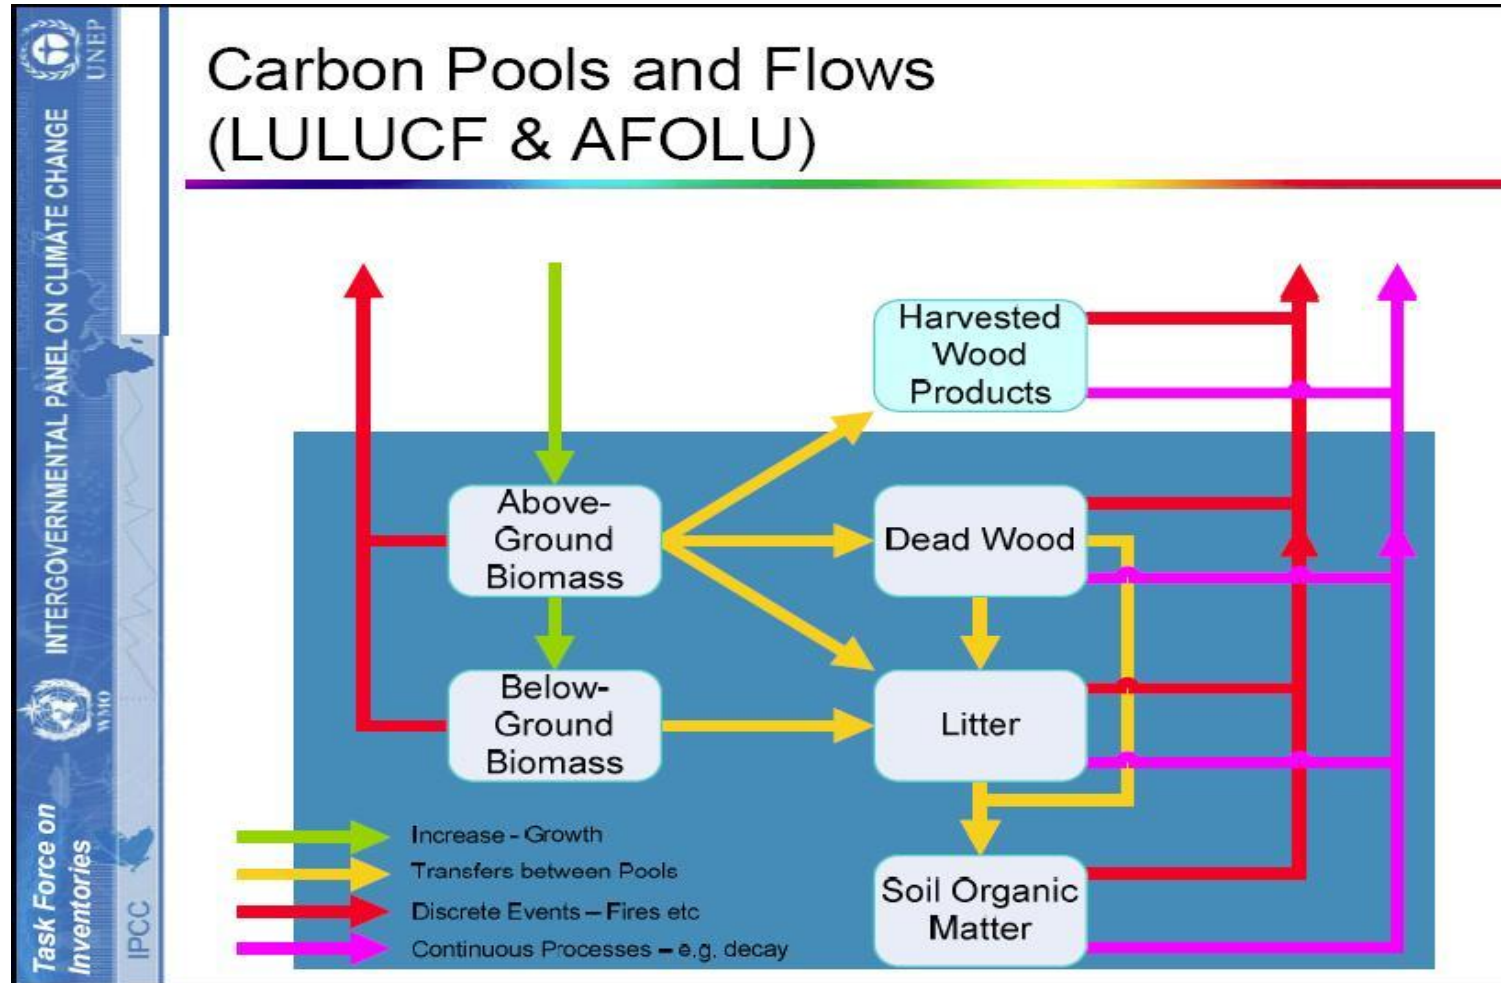 Carbon Pools and Flows
(LULUCF & AFOLU)
UNEP
INTERGOVERNMENTAL PANEL ON CLIMATE CHANGE
WMO
Task Force on
Inventories
IPCC
Harvested
Wood
Products
Above-
Ground
Biomass
Dead Wood
Below-
Ground
Biomass
Litter
Soil Organic
Matter
Increase - Growth
Transfers between Pools
Discrete Events – Fires etc
Continuous Processes – e.g. decay